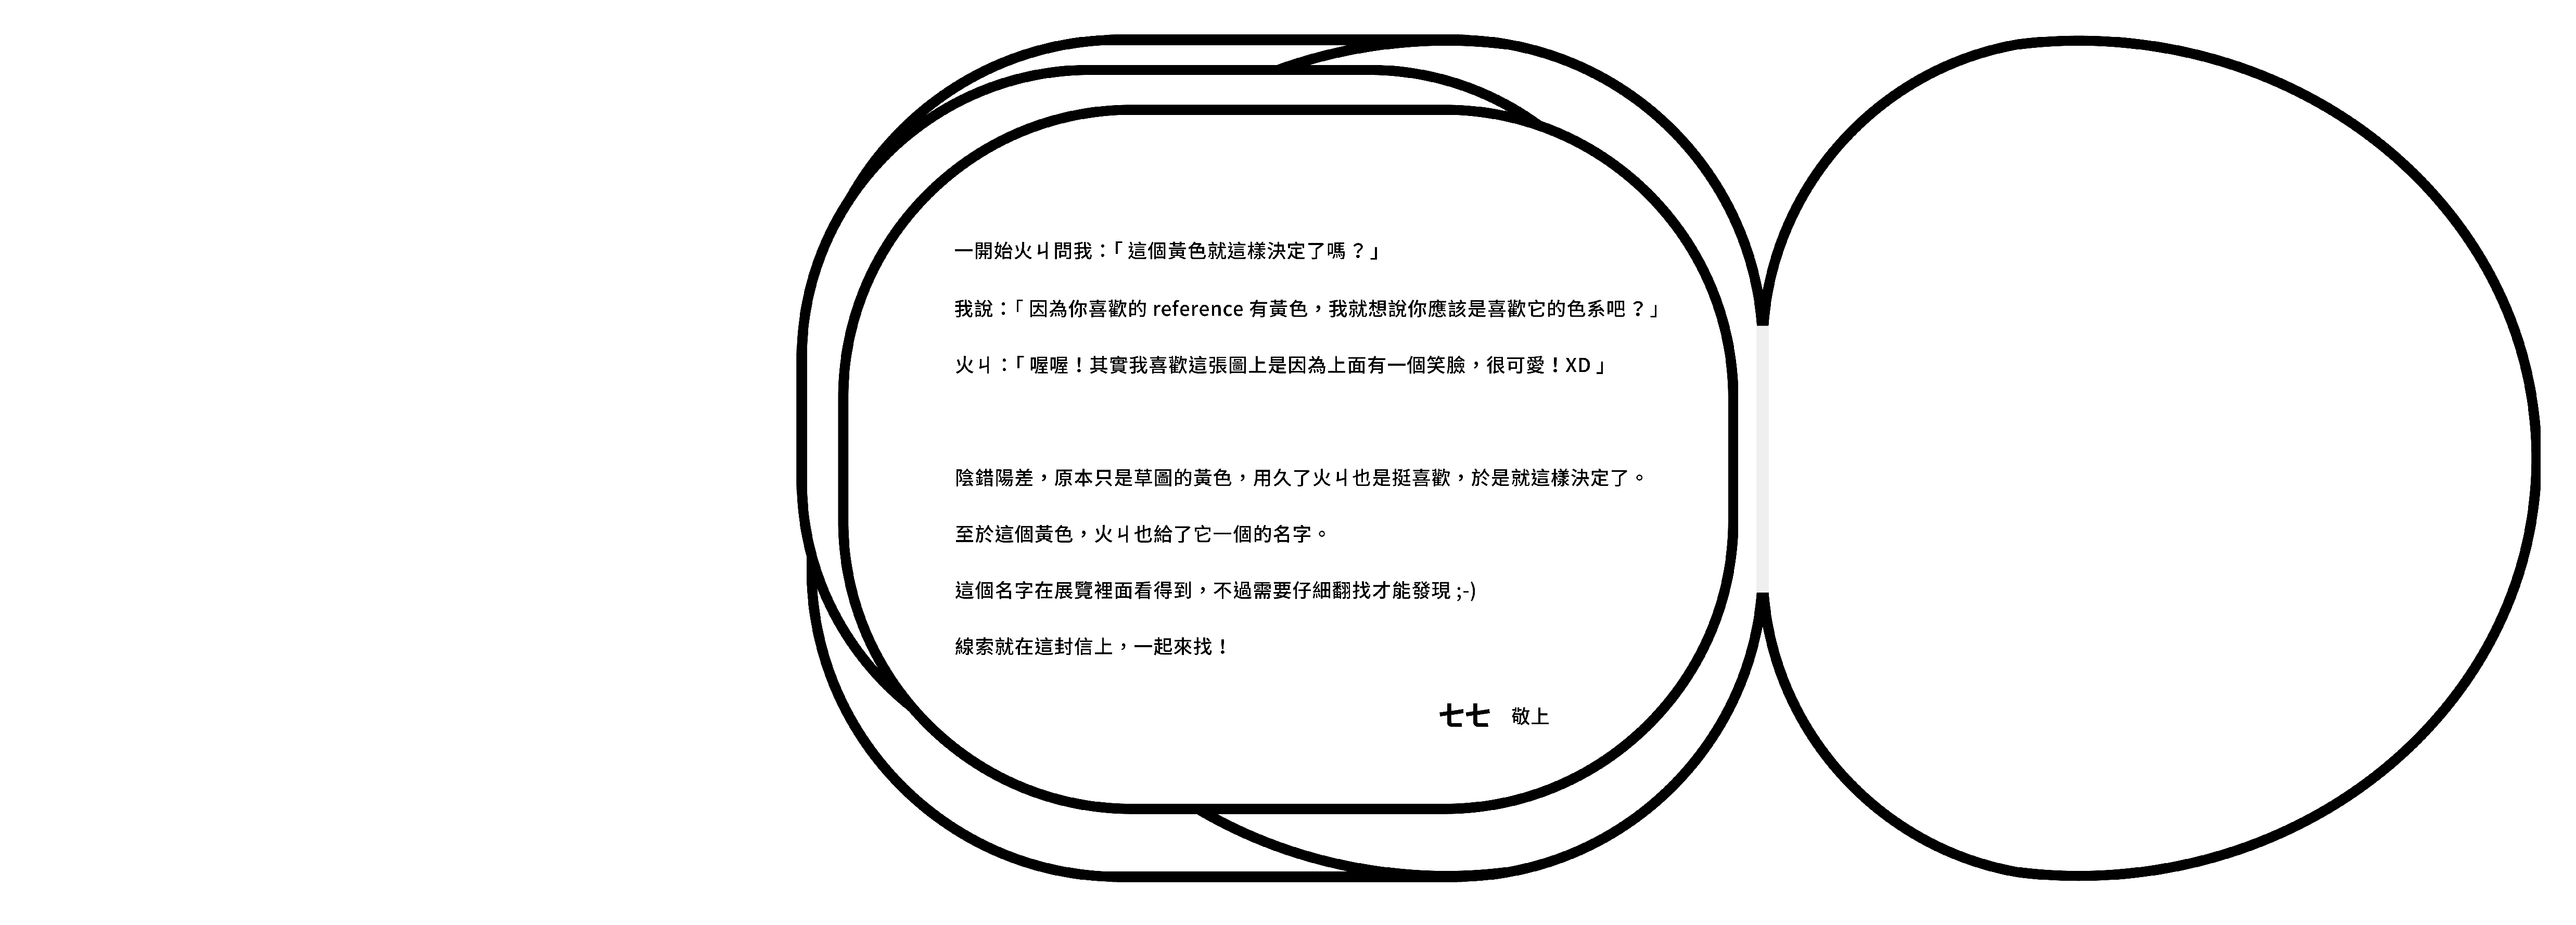 一開始火ㄐ問我：「 這個黃色就這樣決定了嗎？」
我說：「 因為你喜歡的 reference 有黃色，我就想說你應該是喜歡它的色系吧？」
火ㄐ：「 喔喔！其實我喜歡這張圖上是因為上面有一個笑臉，很可愛！XD 」
陰錯陽差，原本只是草圖的黃色，用久了火ㄐ也是挺喜歡，於是就這樣決定了。
至於這個黃色，火ㄐ也給了它一個的名字。
這個名字在展覽裡面看得到，不過需要仔細翻找才能發現 ;-)
線索就在這封信上，一起來找！
七七 敬上